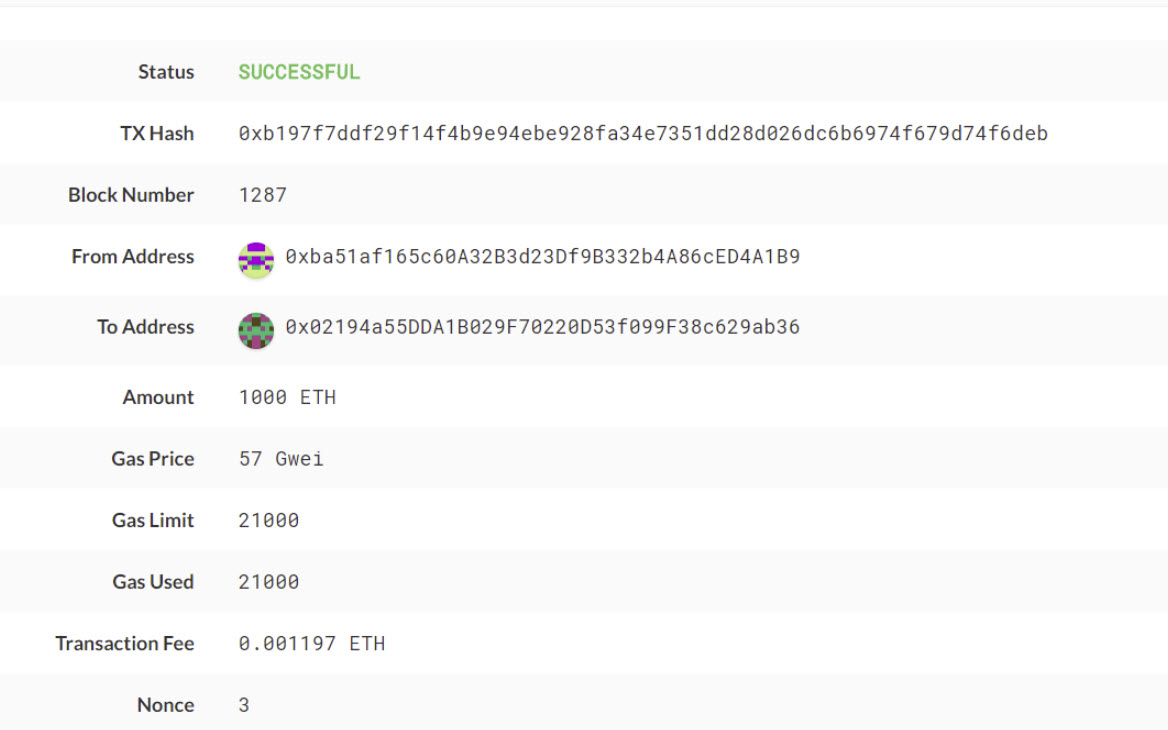 Status SUCCESSFUL
TX Hash 0xb197f7ddf29f14f4b9e94ebe928fa34e7351dd28d026dc6b6974f679d74f6deb
Block Number 1287
From Address 0xba51af165c60A32B3d23Df9B332b4A86cED4A1B9
To Address 0x02194a55DDA1B029F70220D53f099F38c629ab36
Amount 1000 ETH
Gas Price 57 Gwei
Gas Limit 21000
Gas Used 21000
Transaction Fee 0.001197 ETH
Nonce 3